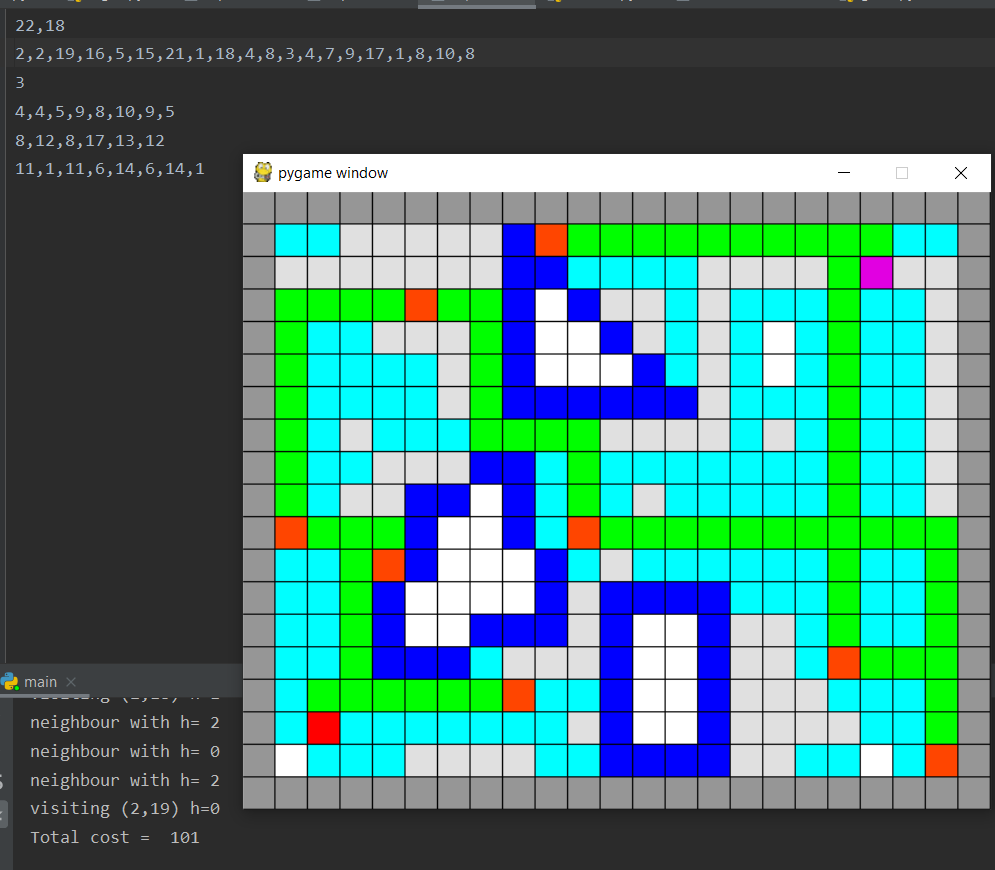 22,18
2,2,19,16,5,15,21,1,18,4,8,3,4,7,9,17,1,8,10,8
3
4,4,5,9,8,10,9,5
8,12,8,17,13,12
11,1,11,6,14,6,14,1
pygame window
main
neighbour with h= 2
neighbour with h= 0
neighbour with h= 2
visiting (2,19) h=0
Total cost = 101